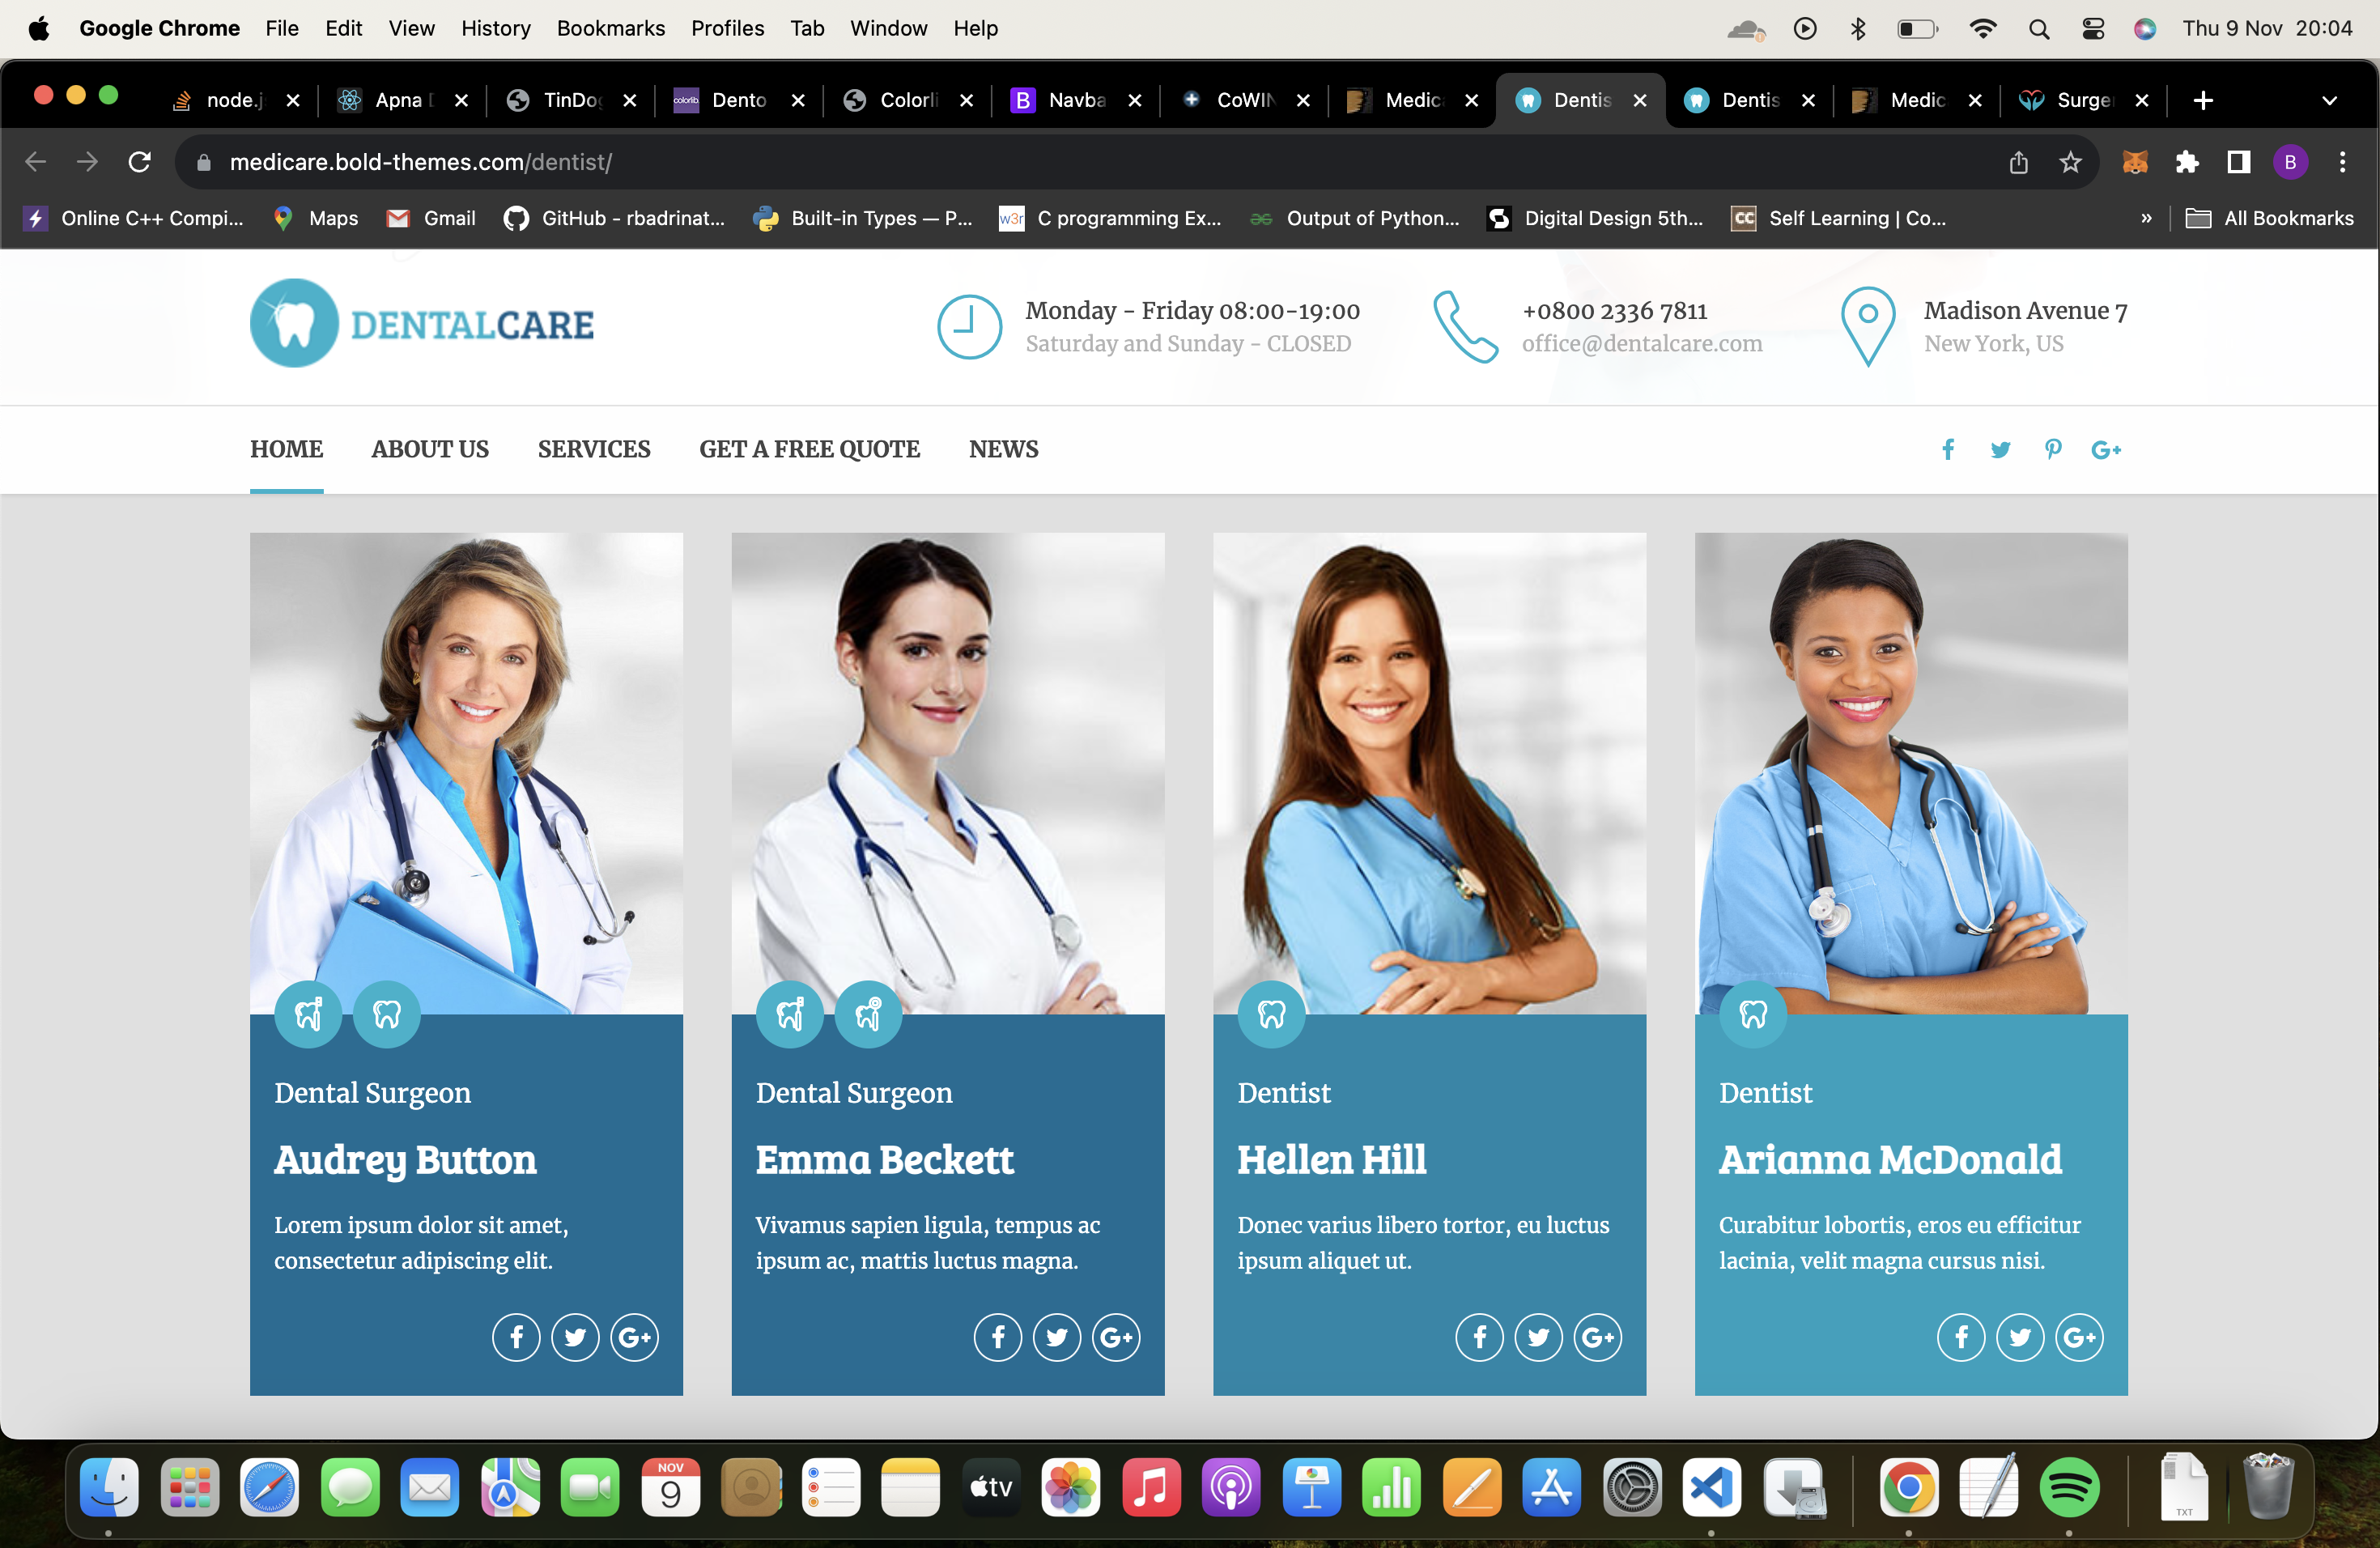 Google Chrome File Edit View History Bookmarks Profiles Tab Window Help Thu 9 Nov 20:04
node.j Apna TinDog colorlib. Dento Colorli B Navba CoWIN Medic Dentis Dentis Medic Surge
medicare.bold-themes.com/dentist/ B
Online C++ Compi... Maps Gmail GitHub - rbadrinat... Built-in Types — P... w3r C programming Ex... Output of Python... Digital Design 5th... CC Self Learning | Co... » All Bookmarks
DENTALCARE
Monday - Friday 08:00-19:00
Saturday and Sunday - CLOSED
+0800 2336 7811
office@dentalcare.com
Madison Avenue 7
New York, US
HOME ABOUT US SERVICES GET A FREE QUOTE NEWS G+
Dental Surgeon
Audrey Button
Lorem ipsum dolor sit amet,
consectetur adipiscing elit.
G+
Dental Surgeon
Emma Beckett
Vivamus sapien ligula, tempus ac
ipsum ac, mattis luctus magna.
G+
Dentist
Hellen Hill
Donec varius libero tortor, eu luctus
ipsum aliquet ut.
G+
Dentist
Arianna McDonald
Curabitur lobortis, eros eu efficitur
lacinia, velit magna cursus nisi.
G+
NOV
9
tv
TXT